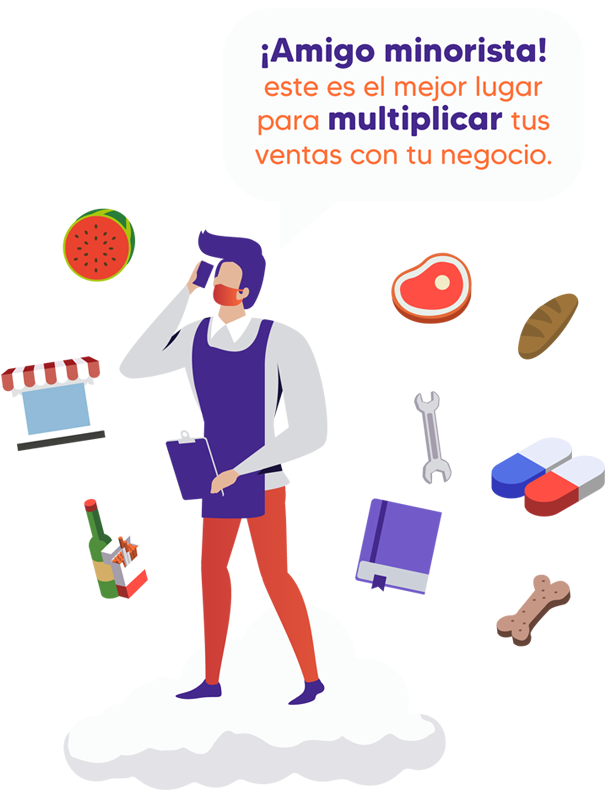 ¡Amigo minorista!
este es el mejor lugar
para multiplicar tus
ventas con tu negocio.